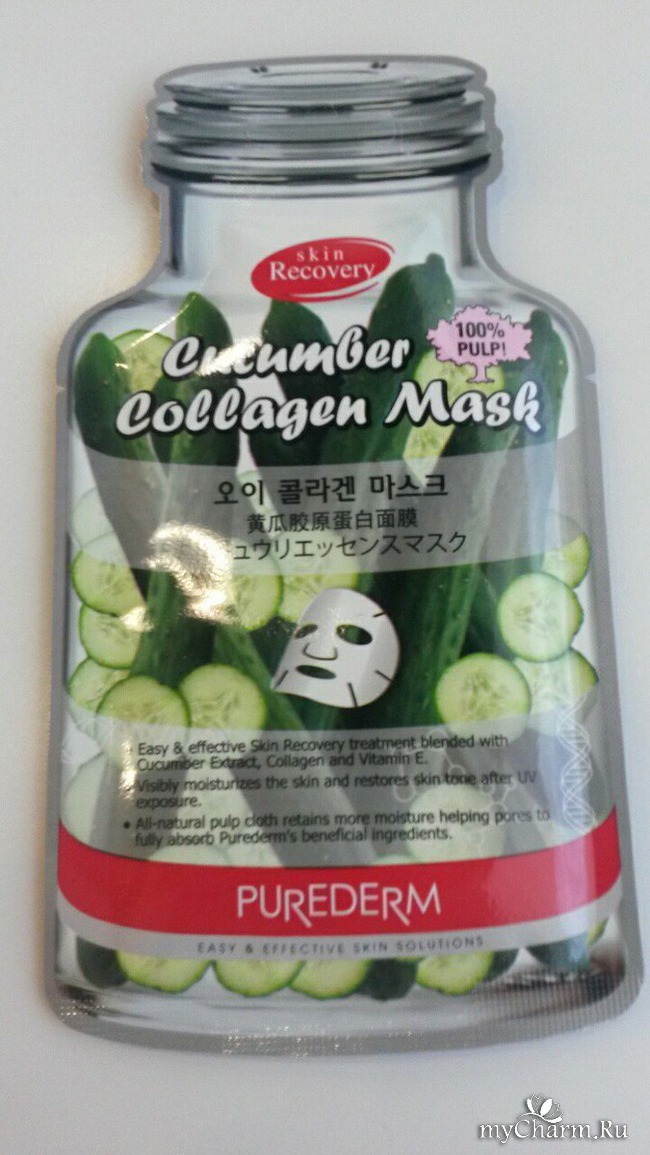 skin
Recovery
100%
PULP!
Cucumber
Collagen Mask
오이 콜라겐 마스크
黄瓜胶原蛋白面膜
ュウリエッセンスマスク
• Easy & effective Skin Recovery treatment blended with
Cucumber Extract, Collagen and Vitamin E.
• Visibly moisturizes the skin and restores skin tone after UV
exposure.
• All-natural pulp cloth retains more moisture helping pores to
fully absorb Purederm's beneficial ingredients.
PUREDERM
EASY & EFFECTIVE SKIN SOLUTIONS
myCharm.Ru